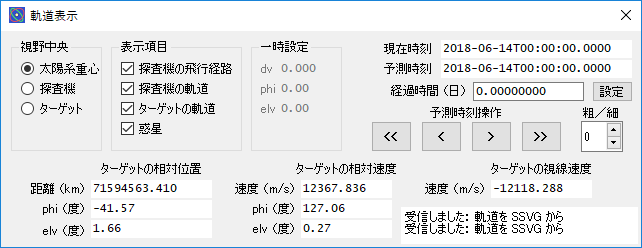 軌道表示
視野中央
太陽系重心
探査機
ターゲット
表示項目
探査機の飛行経路
探査機の軌道
ターゲットの軌道
惑星
一時設定
dv 0.000
phi 0.00
elv 0.00
現在時刻 2018-06-14T00:00:00.0000
予測時刻 2018-06-14T00:00:00.0000
経過時間（日） 0.00000000 設定
予測時刻操作 粗／細
<< < > >> 0
ターゲットの相対位置
距離（km） 71594563.410
phi（度） -41.57
elv（度） 1.66
ターゲットの相対速度
速度（m/s） 12367.836
phi（度） 127.06
elv（度） 0.27
ターゲットの視線速度
速度（m/s） -12118.288
受信しました: 軌道を SSVG から
受信しました: 軌道を SSVG から